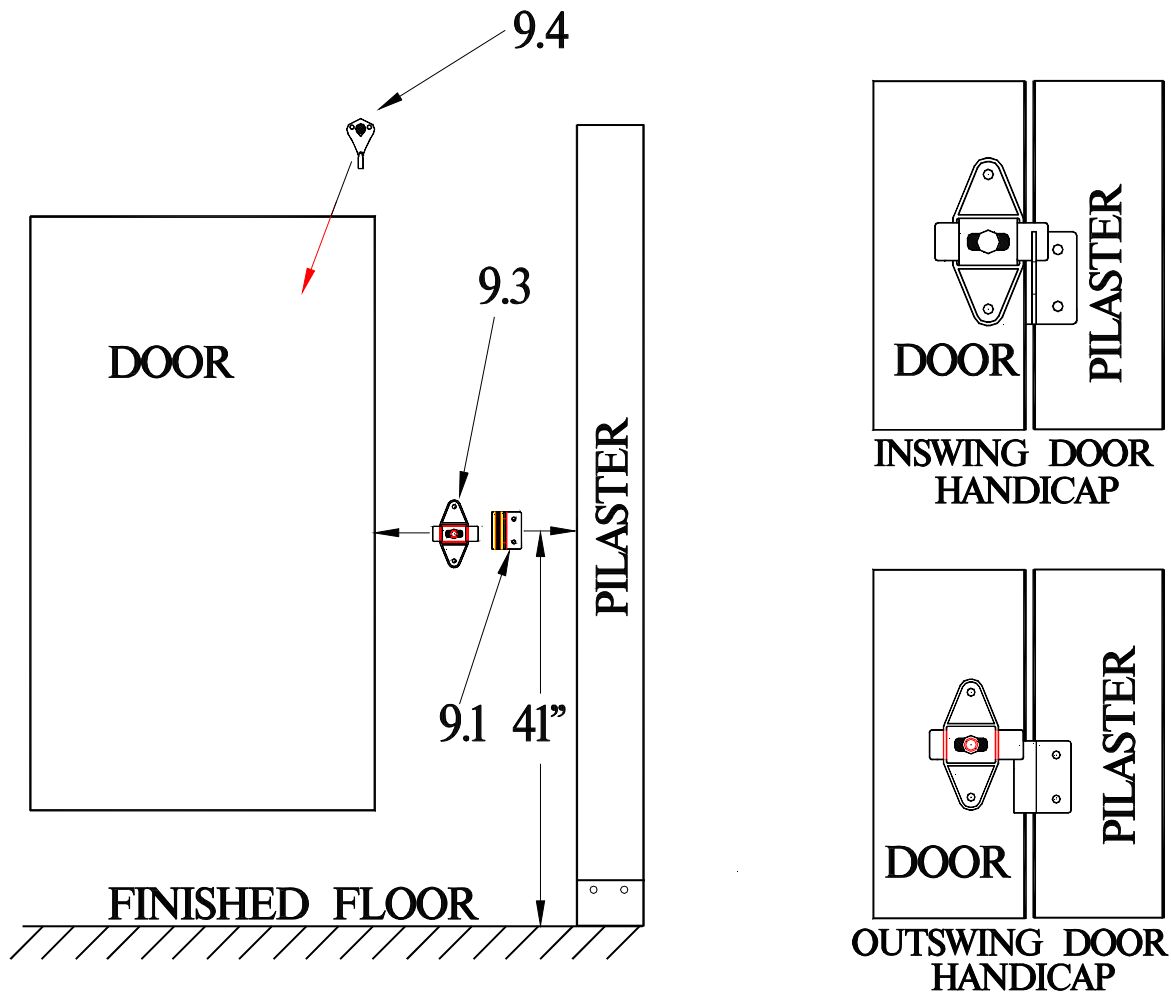 9.4
9.3
DOOR
PILASTER
9.1 41”
FINISHED FLOOR
DOOR
PILASTER
INSWING DOOR
HANDICAP
DOOR
PILASTER
OUTSWING DOOR
HANDICAP